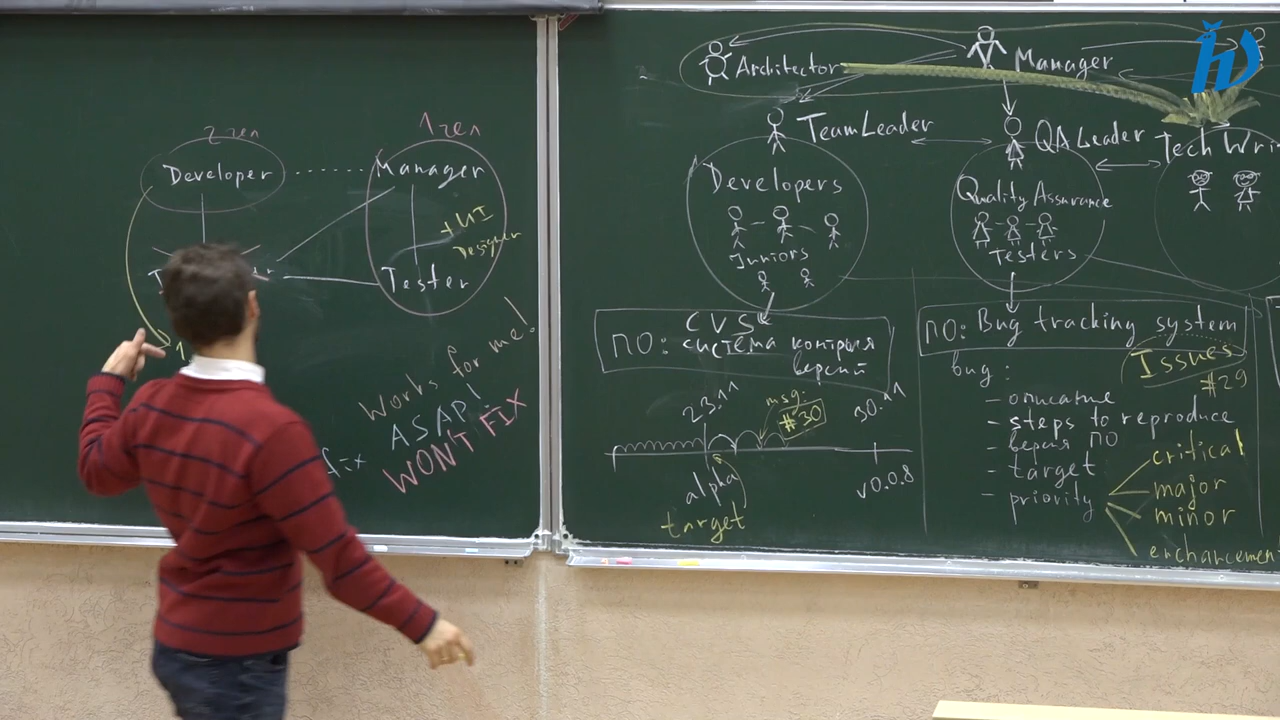 2 чел
1 чел
Developer
Manager
+ UI
Designer
Tester
1
Works for me!
fix ASAP!
WON'T FIX
Architector
Manager
TeamLeader
QA Leader
Tech Wri
Developers
Juniors
Quality Assurance
Testers
ПО: CVS
система контроля
версий
23.11
msg:
#30
30.11
alpha
target
v0.0.8
ПО: Bug tracking system
bug:
Issues
#29
- описание
- steps to reproduce
- версия ПО
- target
- priority
critical
major
minor
enchancemen